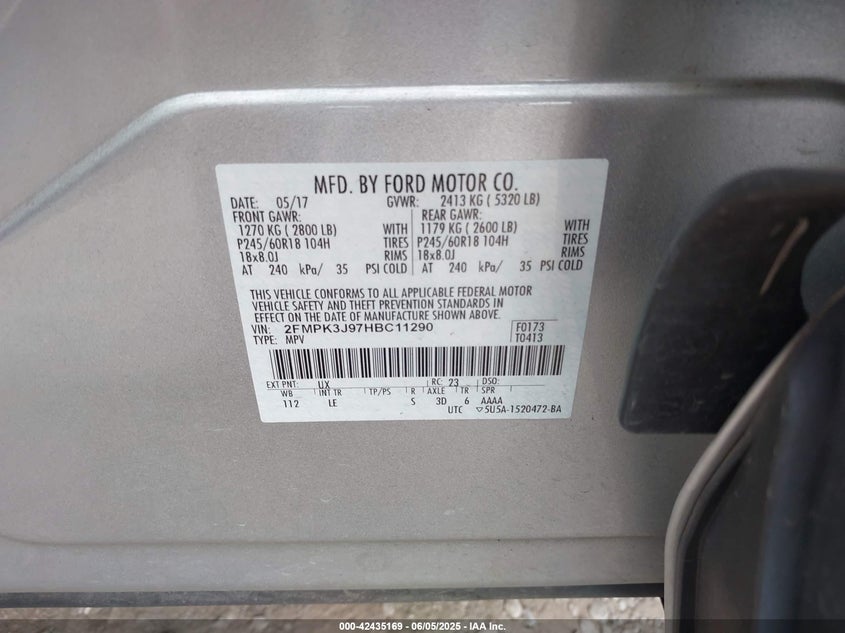 MFD. BY FORD MOTOR CO.
DATE: 05/17 GVWR: 2413 KG ( 5320 LB)
FRONT GAWR: REAR GAWR:
1270 KG ( 2800 LB) WITH 1179 KG ( 2600 LB) WITH
P245/60R18 104H TIRES P245/60R18 104H TIRES
18x8.0J RIMS 18x8.0J RIMS
AT 240 kPa/ 35 PSI COLD AT 240 kPa/ 35 PSI COLD
THIS VEHICLE CONFORMS TO ALL APPLICABLE FEDERAL MOTOR
VEHICLE SAFETY AND THEFT PREVENTION STANDARDS IN
EFFECT ON THE DATE OF MANUFACTURE SHOWN ABOVE.
VIN: 2FMPK3J97HBC11290 F0173
TYPE: MPV T0413
EXT PNT: UX RC: 23 DSO:
WB INT TR TP/PS R AXLE TR SPR
112 LE S 3D 6 AAAA
UTC ▽5U5A-1520472-BA
000-42435169 - 06/05/2025 - IAA Inc.